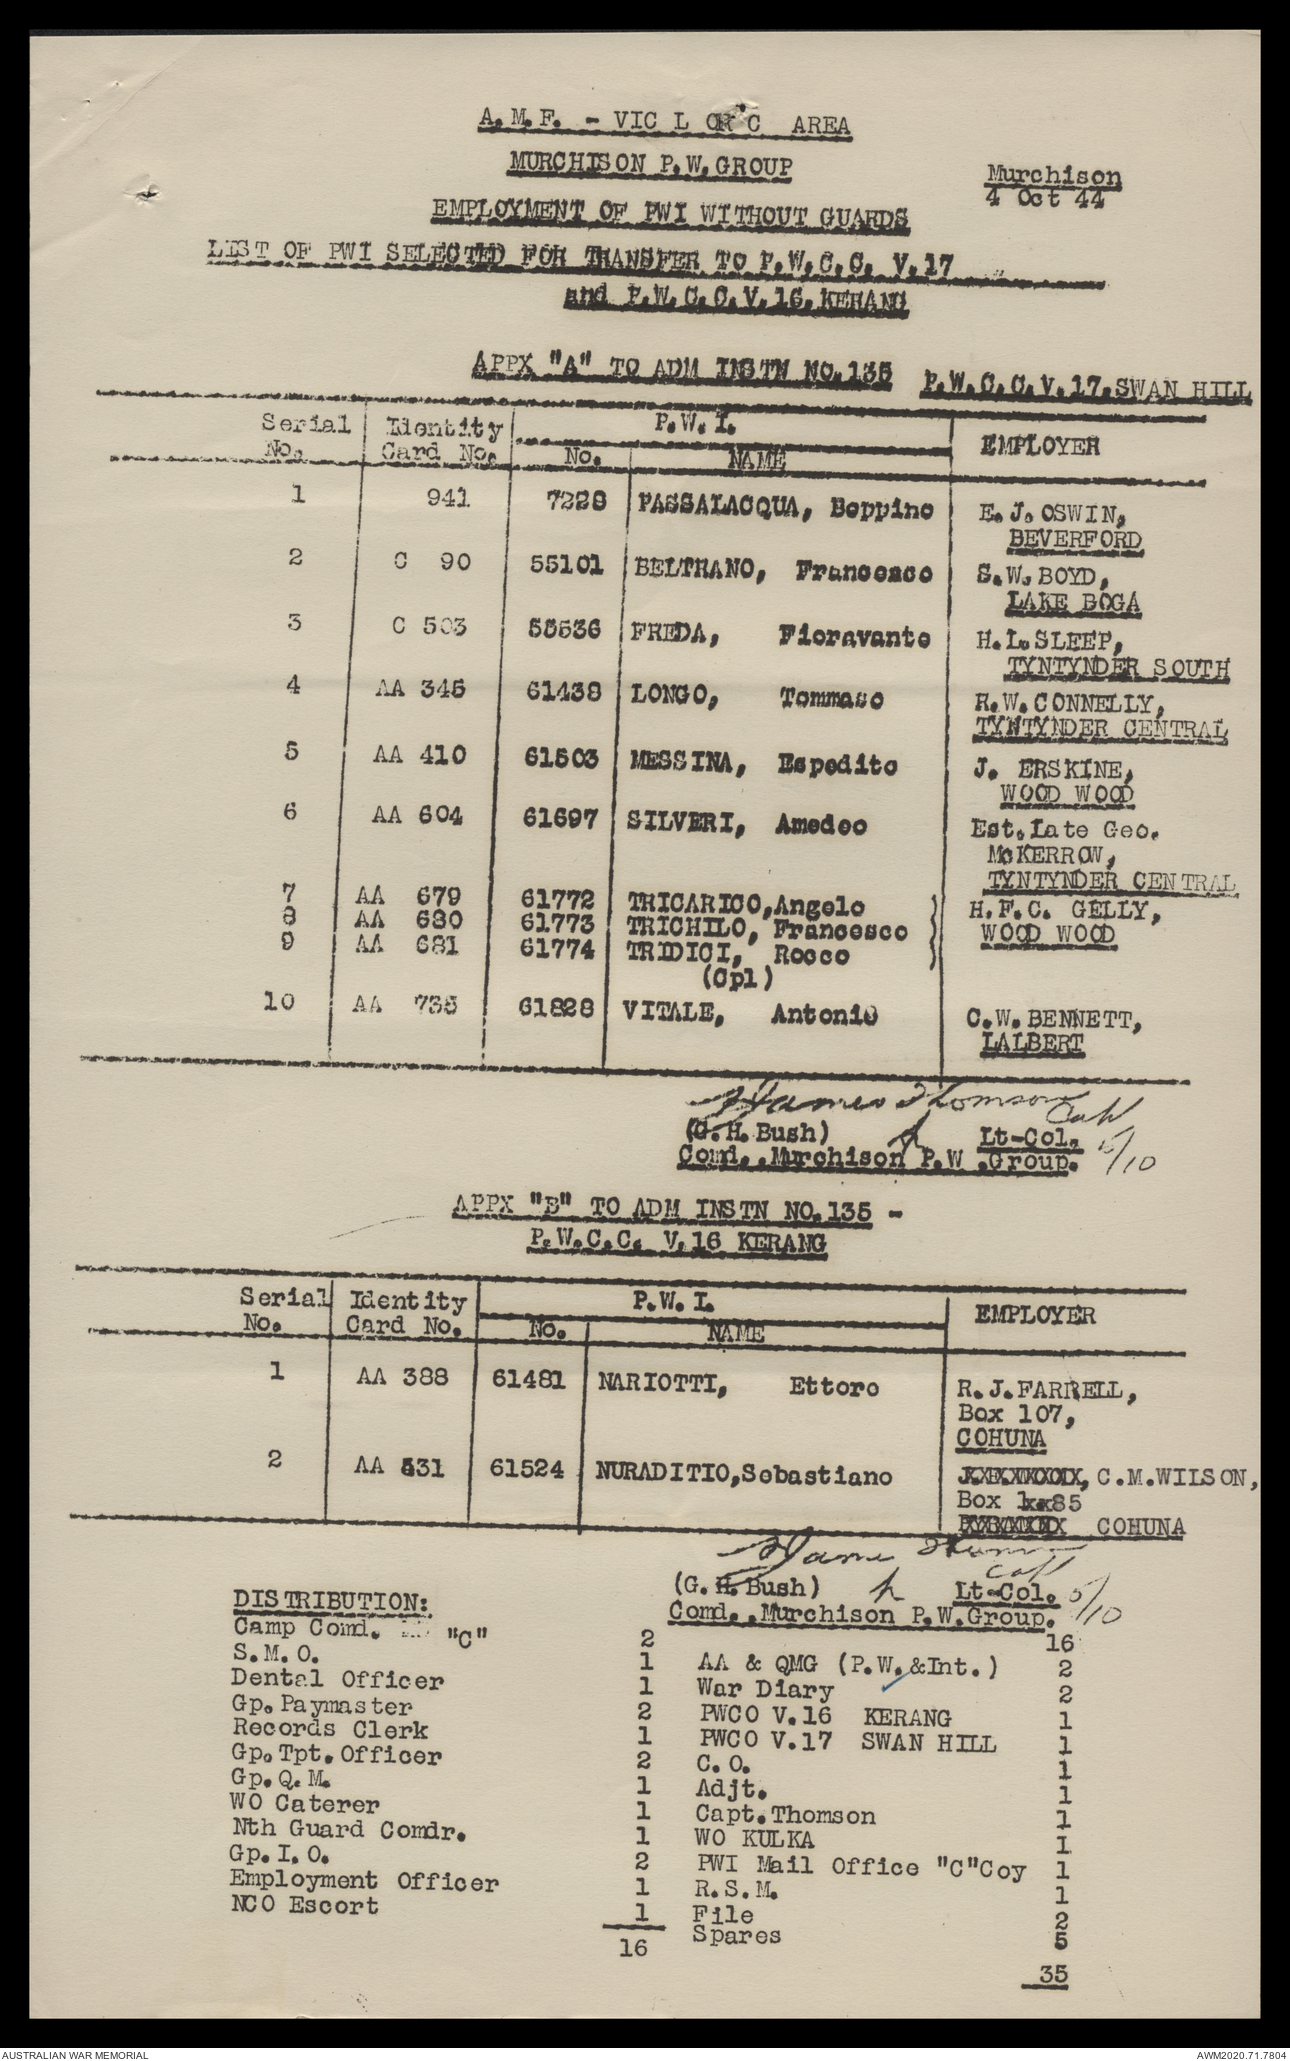 A.M.F. - VIC L OF C AREA
MURCHISON P.W.GROUP
Murchison
4 Oct 44
EMPLOYMENT OF PWI WITHOUT GUARDS
LIST OF PWI SELECTED FOR TRANSFER TO P.W.C.C. V.17
and P.W.C.C.V.16.KERANG
APPX "A" TO ADM INSTN NO.135 P.W.C.C.V.17.SWAN HILL
Serial No. Identity Card No. P.W.I. No. NAME EMPLOYER
1 941 7228 PASSALACQUA, Beppino E.J.OSWIN,
BEVERFORD
2 C 90 55101 BELTRANO, Francesco S.W.BOYD,
LAKE BOGA
3 C 503 55536 FREDA, Fioravante H.L.SLEEP,
TYNTYNDER SOUTH
4 AA 345 61438 LONGO, Tommaso R.W.CONNELLY,
TYNTYNDER CENTRAL
5 AA 410 61503 MESSINA, Espedito J. ERSKINE,
WOOD WOOD
6 AA 604 61697 SILVERI, Amedeo Est.Late Geo.
McKERROW,
TYNTYNDER CENTRAL
7 AA 679 61772 TRICARICO,Angelo H.F.C. GELLY,
8 AA 680 61773 TRICHILO, Francesco WOOD WOOD
9 AA 681 61774 TRIDICI, Rocco
(Cpl)
10 AA 735 61828 VITALE, Antonio C.W.BENNETT,
LALBERT
James Thomson Capt
(G.H.Bush) Lt-Col.
Comd..Murchison P.W .Group. 5/10
APPX "B" TO ADM INSTN NO.135 -
P.W.C.C. V.16 KERANG
Serial No. Identity Card No. P.W.I. No. NAME EMPLOYER
1 AA 388 61481 NARIOTTI, Ettore R.J.FARRELL,
Box 107,
COHUNA
2 AA 431 61524 NURADITIO,Sebastiano C.M.WILSON,
Box 85
COHUNA
James Thomson Capt
(G.H.Bush) Lt-Col. 5/10
Comd..Murchison P.W.Group.
DISTRIBUTION:
Camp Comd. "C" 2
S.M.O. 1
Dental Officer 1
Gp.Paymaster 2
Records Clerk 1
Gp.Tpt.Officer 2
Gp.Q.M. 1
WO Caterer 1
Nth Guard Comdr. 1
Gp.I.O. 2
Employment Officer 1
NCO Escort 1
16
16
AA & QMG (P.W.&Int.) 2
War Diary 2
PWCO V.16 KERANG 1
PWCO V.17 SWAN HILL 1
C.O. 1
Adjt. 1
Capt.Thomson 1
WO KULKA 1
PWI Mail Office "C"Coy 1
R.S.M. 1
File 2
Spares 5
35
AUSTRALIAN WAR MEMORIAL
AWM2020.71.7804